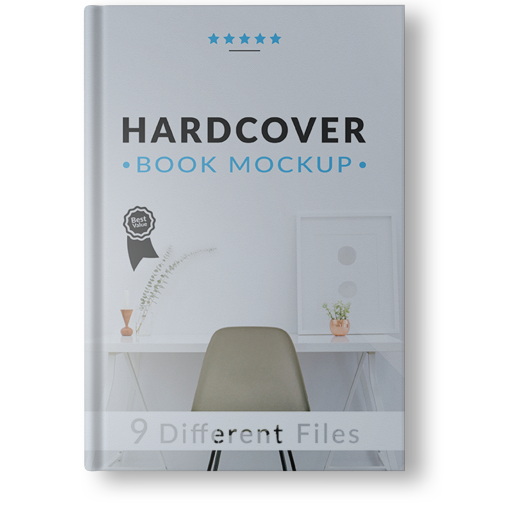 HARDCOVER
•BOOK MOCKUP•
Best
Value
9 Different Files